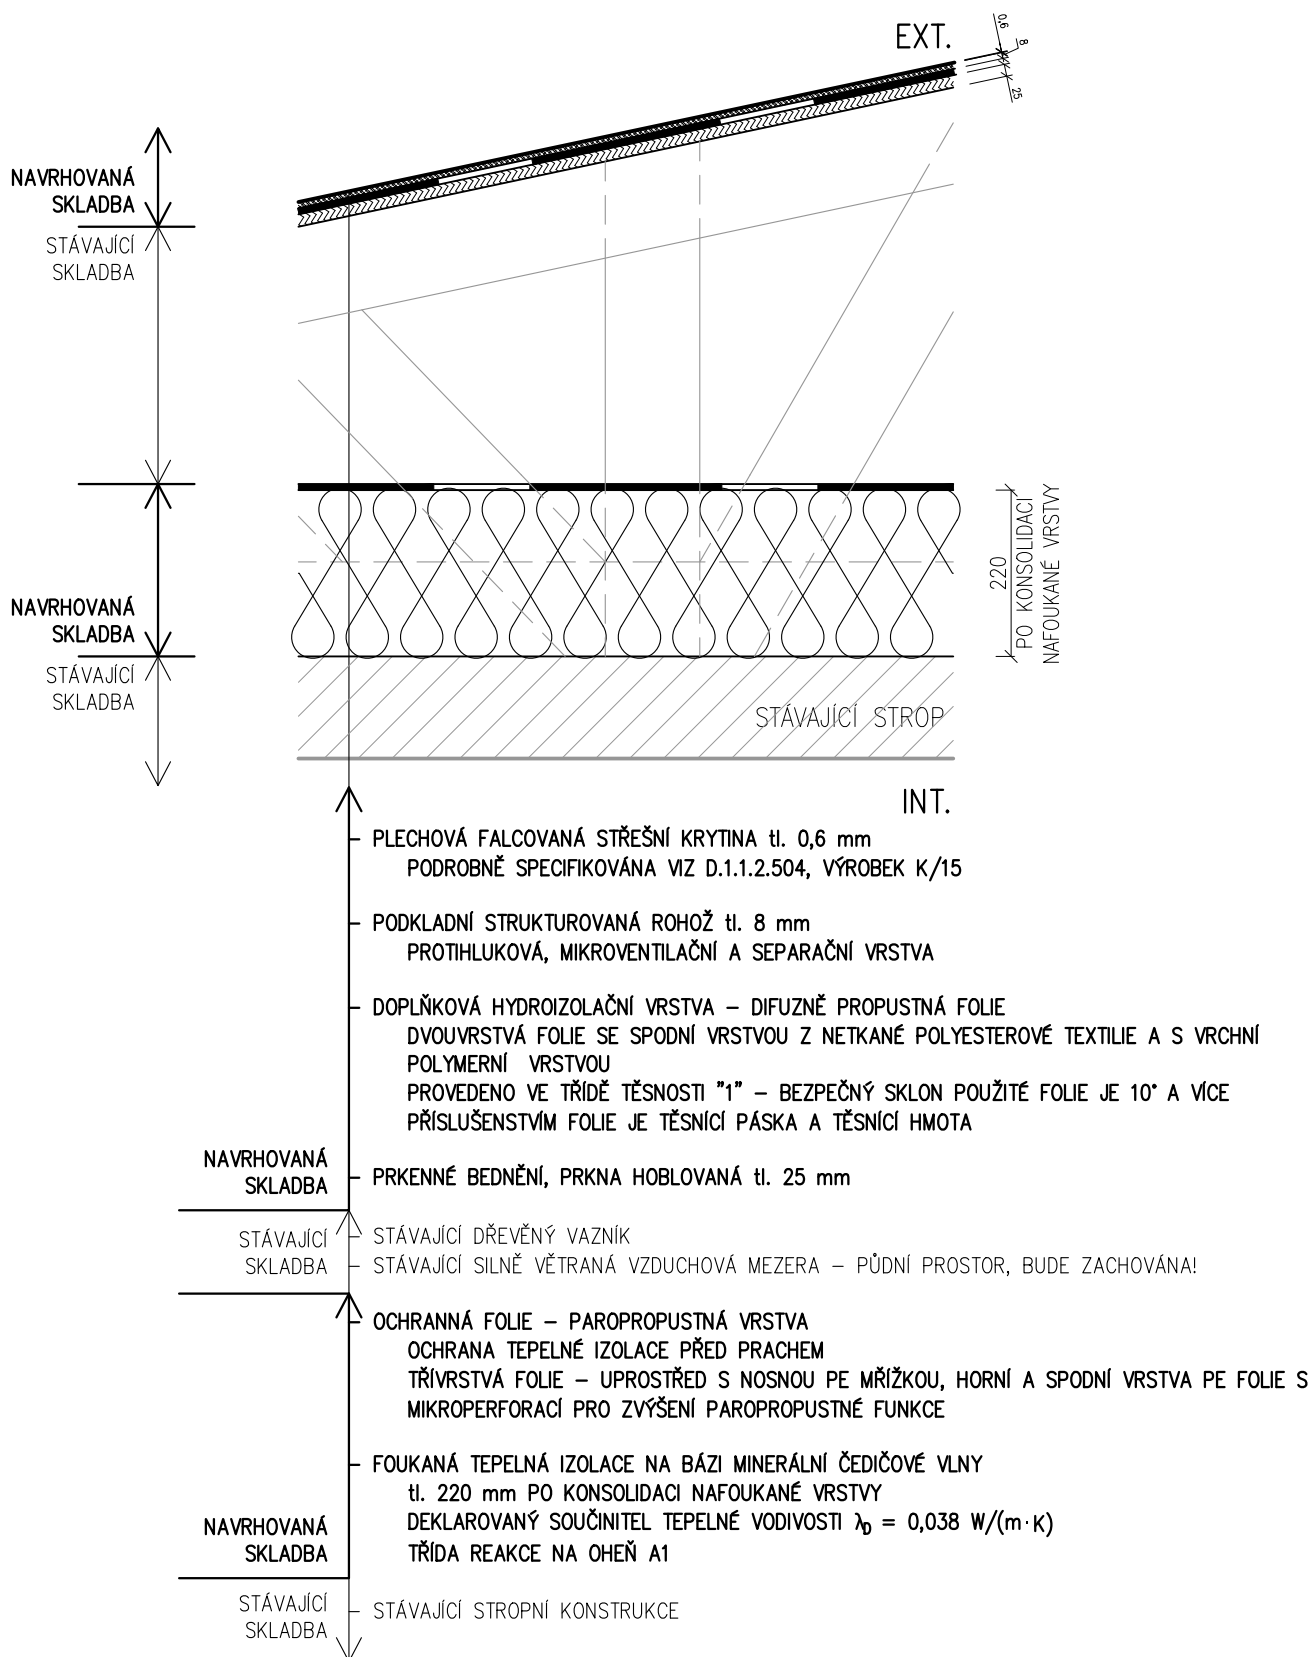 EXT.
0,6
8
25
NAVRHOVANÁ
SKLADBA
STÁVAJÍCÍ
SKLADBA
NAVRHOVANÁ
SKLADBA
STÁVAJÍCÍ
SKLADBA
220
PO KONSOLIDACI
NAFOUKANÉ VRSTVY
STÁVAJÍCÍ STROP
INT.
PLECHOVÁ FALCOVANÁ STŘEŠNÍ KRYTINA tl. 0,6 mm
PODROBNĚ SPECIFIKOVÁNA VIZ D.1.1.2.504, VÝROBEK K/15
PODKLADNÍ STRUKTUROVANÁ ROHOŽ tl. 8 mm
PROTIHLUKOVÁ, MIKROVENTILAČNÍ A SEPARAČNÍ VRSTVA
DOPLŇKOVÁ HYDROIZOLAČNÍ VRSTVA – DIFUZNĚ PROPUSTNÁ FOLIE
DVOUVRSTVÁ FOLIE SE SPODNÍ VRSTVOU Z NETKANÉ POLYESTEROVÉ TEXTILIE A S VRCHNÍ
POLYMERNÍ VRSTVOU
PROVEDENO VE TŘÍDĚ TĚSNOSTI "1" – BEZPEČNÝ SKLON POUŽITÉ FOLIE JE 10° A VÍCE
PŘÍSLUŠENSTVÍM FOLIE JE TĚSNÍCÍ PÁSKA A TĚSNÍCÍ HMOTA
NAVRHOVANÁ
SKLADBA
PRKENNÉ BEDNĚNÍ, PRKNA HOBLOVANÁ tl. 25 mm
STÁVAJÍCÍ
SKLADBA
STÁVAJÍCÍ DŘEVĚNÝ VAZNÍK
STÁVAJÍCÍ SILNĚ VĚTRANÁ VZDUCHOVÁ MEZERA – PŮDNÍ PROSTOR, BUDE ZACHOVÁNA!
OCHRANNÁ FOLIE – PAROPROPUSTNÁ VRSTVA
OCHRANA TEPELNÉ IZOLACE PŘED PRACHEM
TŘÍVRSTVÁ FOLIE – UPROSTŘED S NOSNOU PE MŘÍŽKOU, HORNÍ A SPODNÍ VRSTVA PE FOLIE S
MIKROPERFORACÍ PRO ZVÝŠENÍ PAROPROPUSTNÉ FUNKCE
FOUKANÁ TEPELNÁ IZOLACE NA BÁZI MINERÁLNÍ ČEDIČOVÉ VLNY
tl. 220 mm PO KONSOLIDACI NAFOUKANÉ VRSTVY
DEKLAROVANÝ SOUČINITEL TEPELNÉ VODIVOSTI λD = 0,038 W/(m·K)
TŘÍDA REAKCE NA OHEŇ A1
NAVRHOVANÁ
SKLADBA
STÁVAJÍCÍ
SKLADBA
STÁVAJÍCÍ STROPNÍ KONSTRUKCE